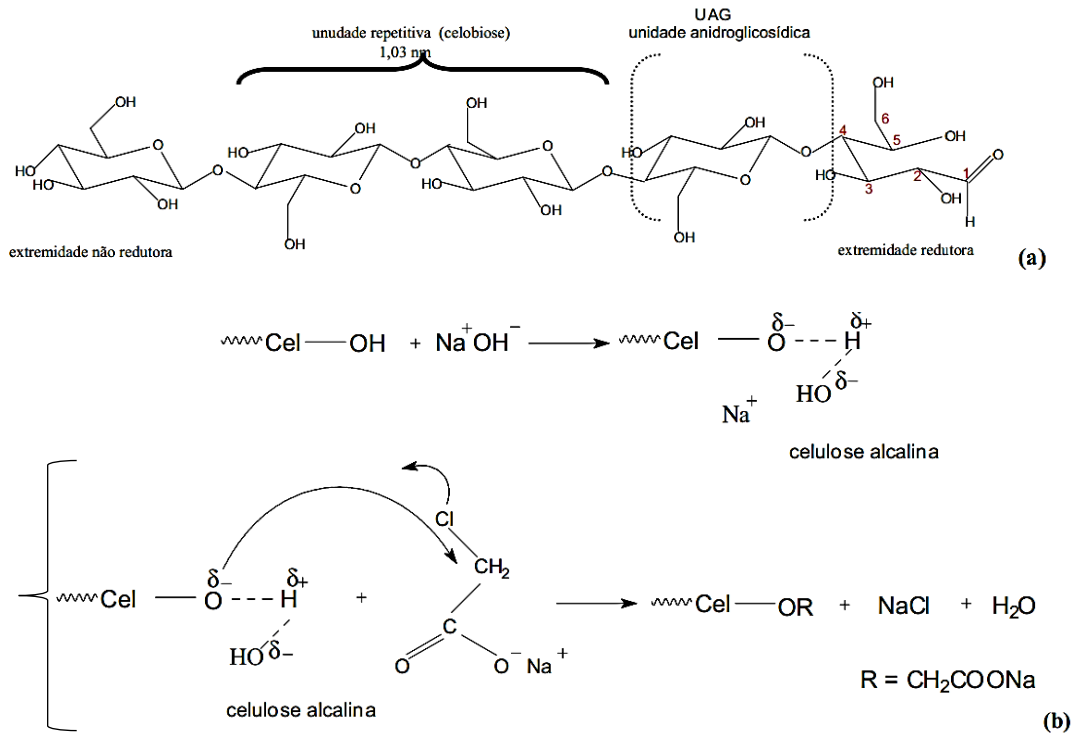 UAG
unudade repetitiva (celobiose)
unidade anidroglicosídica
1,03 nm
OH
OH
OH
OH
6
HO
O
HO
OH
O
OH
O
4
5
OH
O
HO
O
O
O
HO
O
O
HO
HO
3
2
1
HO
OH
O
OH
O
OH
H
OH
OH
extremidade não redutora
extremidade redutora
(a)
Cel OH + Na+OH− Cel O δ− H δ+
HO δ−
Na+
celulose alcalina
Cl
CH2
Cel O δ− H δ+ + Cel OR + NaCl + H2O
HO δ−
C
O O− Na+
R = CH2COONa
celulose alcalina
(b)